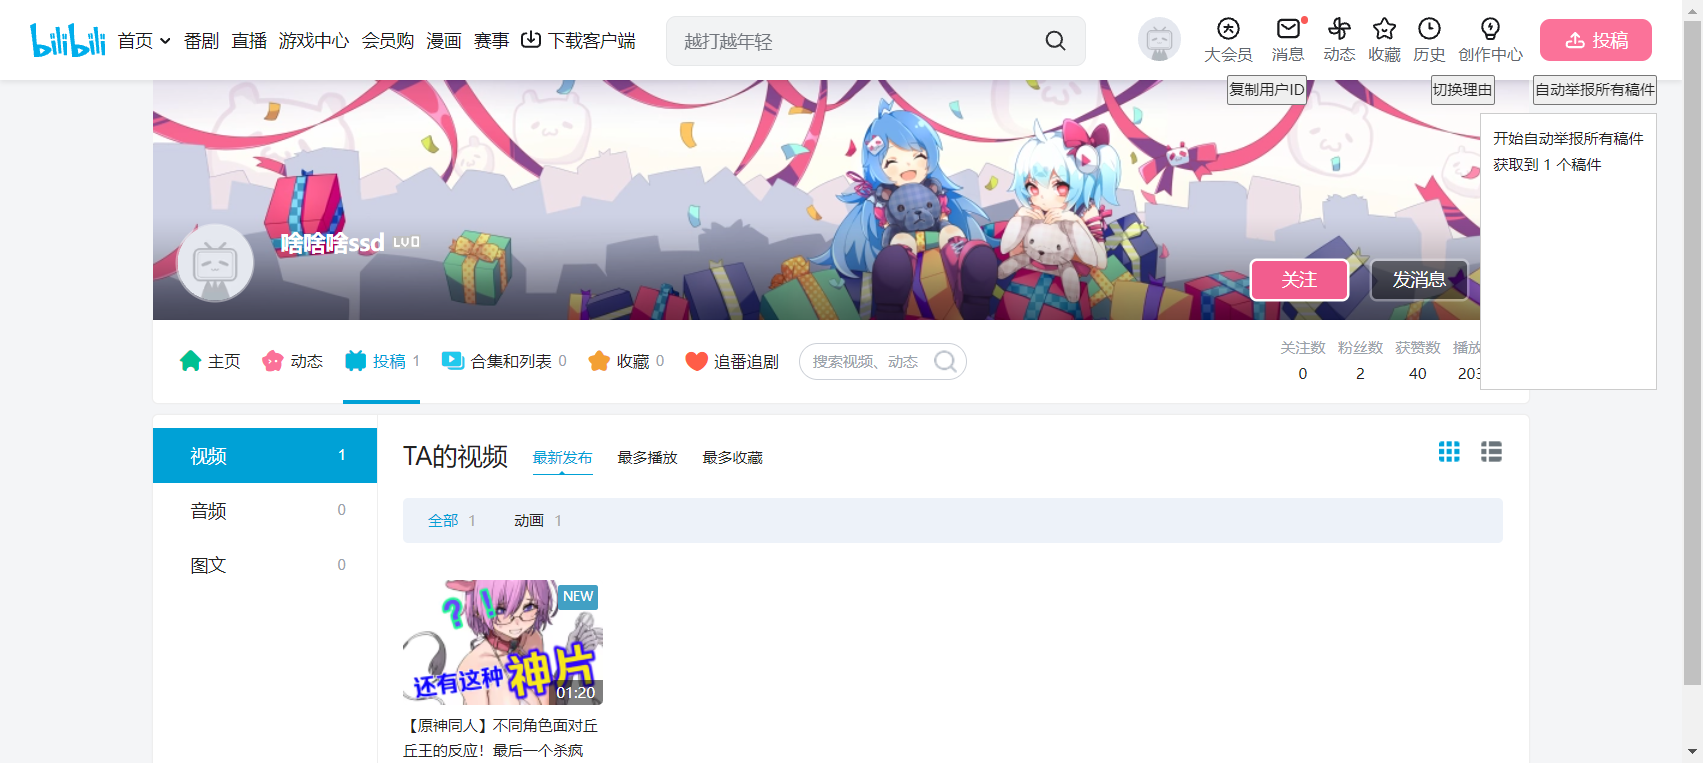 bilibili 首页 番剧 直播 游戏中心 会员购 漫画 赛事 下载客户端 越打越年轻 大会员 消息 动态 收藏 历史 创作中心 投稿
复制用户ID 切换理由 自动举报所有稿件
开始自动举报所有稿件
获取到 1 个稿件
啥啥啥ssd LV0
关注 发消息
主页 动态 投稿 1 合集和列表 0 收藏 0 追番追剧 搜索视频、动态
关注数 粉丝数 获赞数 播放
0 2 40 203
视频 1
音频 0
图文 0
TA的视频 最新发布 最多播放 最多收藏
全部 1 动画 1
NEW
?!
还有这种神片
01:20
【原神同人】不同角色面对丘
丘王的反应！最后一个杀疯